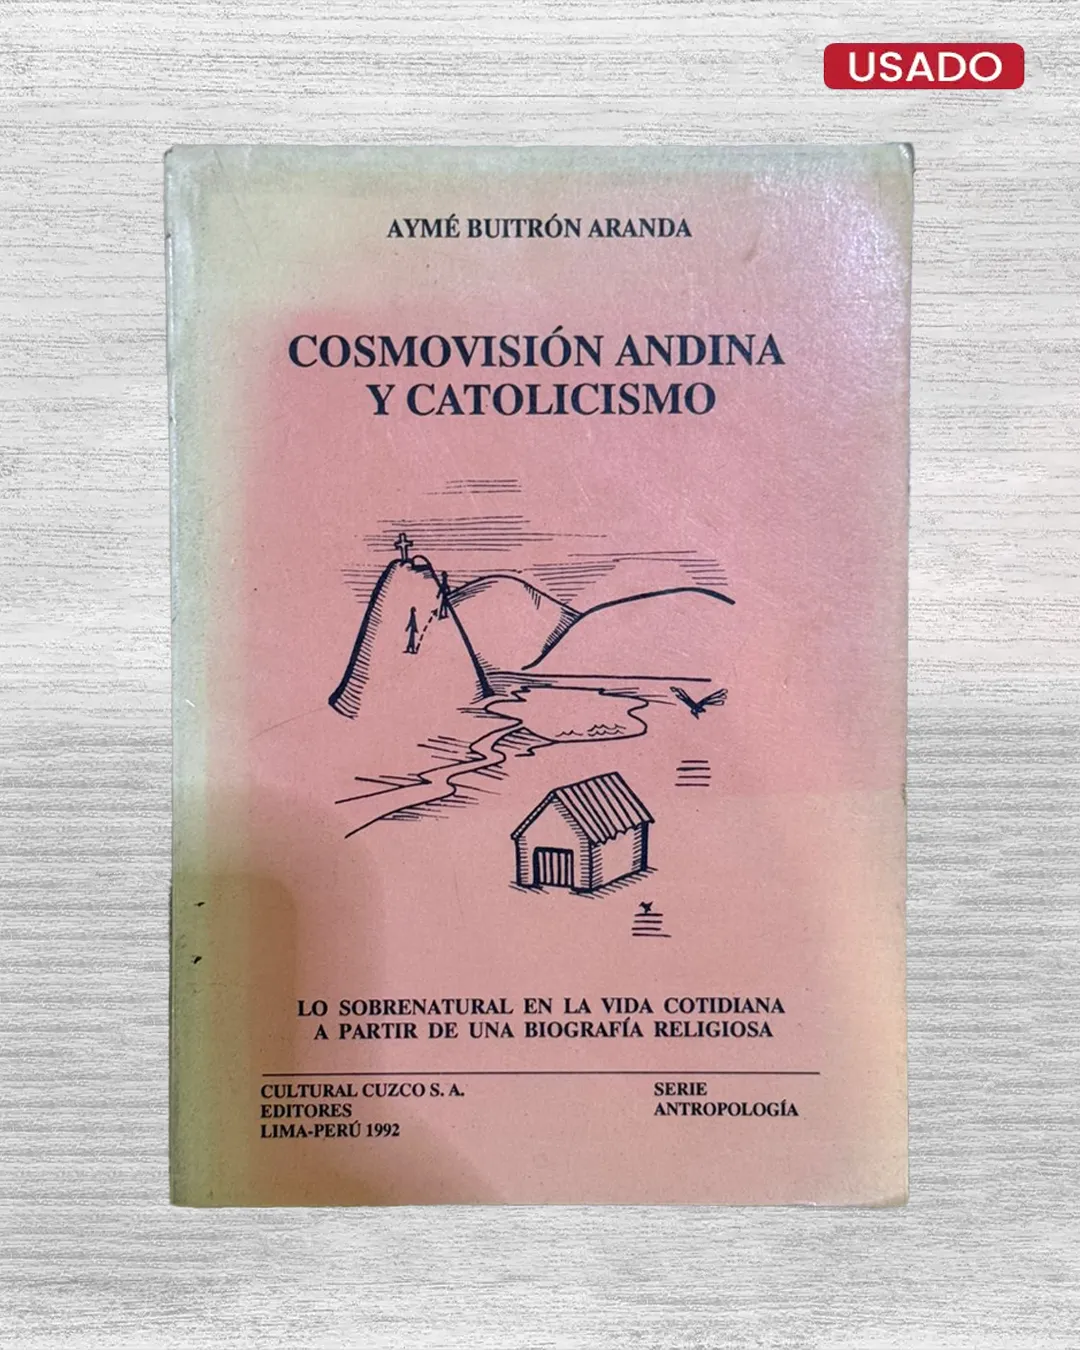 USADO
AYMÉ BUITRÓN ARANDA
COSMOVISIÓN ANDINA
Y CATOLICISMO
LO SOBRENATURAL EN LA VIDA COTIDIANA
A PARTIR DE UNA BIOGRAFÍA RELIGIOSA
CULTURAL CUZCO S. A.
EDITORES
LIMA-PERÚ 1992
SERIE
ANTROPOLOGÍA